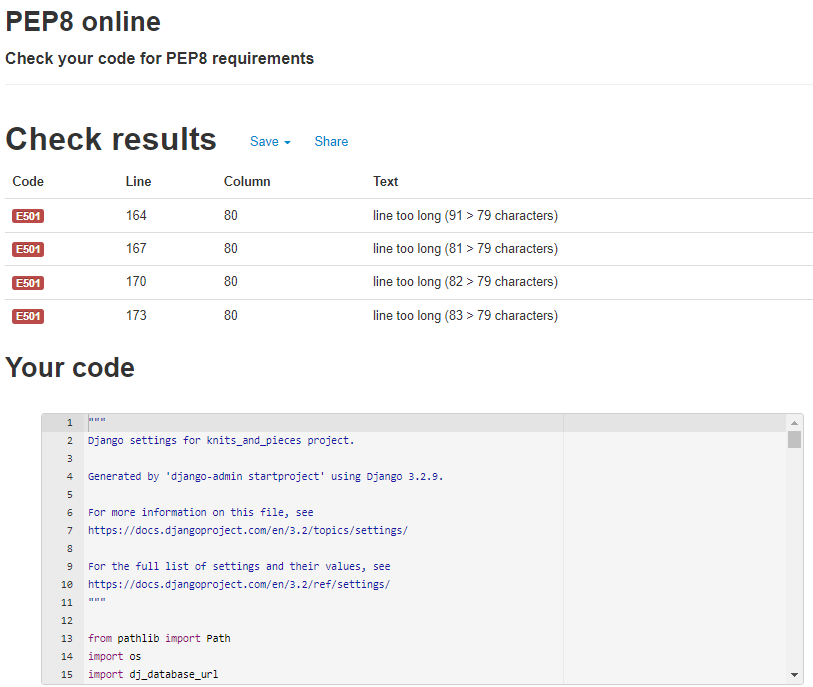 PEP8 online
Check your code for PEP8 requirements
Check results Save Share
Code Line Column Text
E501 164 80 line too long (91 > 79 characters)
E501 167 80 line too long (81 > 79 characters)
E501 170 80 line too long (82 > 79 characters)
E501 173 80 line too long (83 > 79 characters)
Your code
1 """
2 Django settings for knits_and_pieces project.
3
4 Generated by 'django-admin startproject' using Django 3.2.9.
5
6 For more information on this file, see
7 https://docs.djangoproject.com/en/3.2/topics/settings/
8
9 For the full list of settings and their values, see
10 https://docs.djangoproject.com/en/3.2/ref/settings/
11 """
12
13 from pathlib import Path
14 import os
15 import dj_database_url